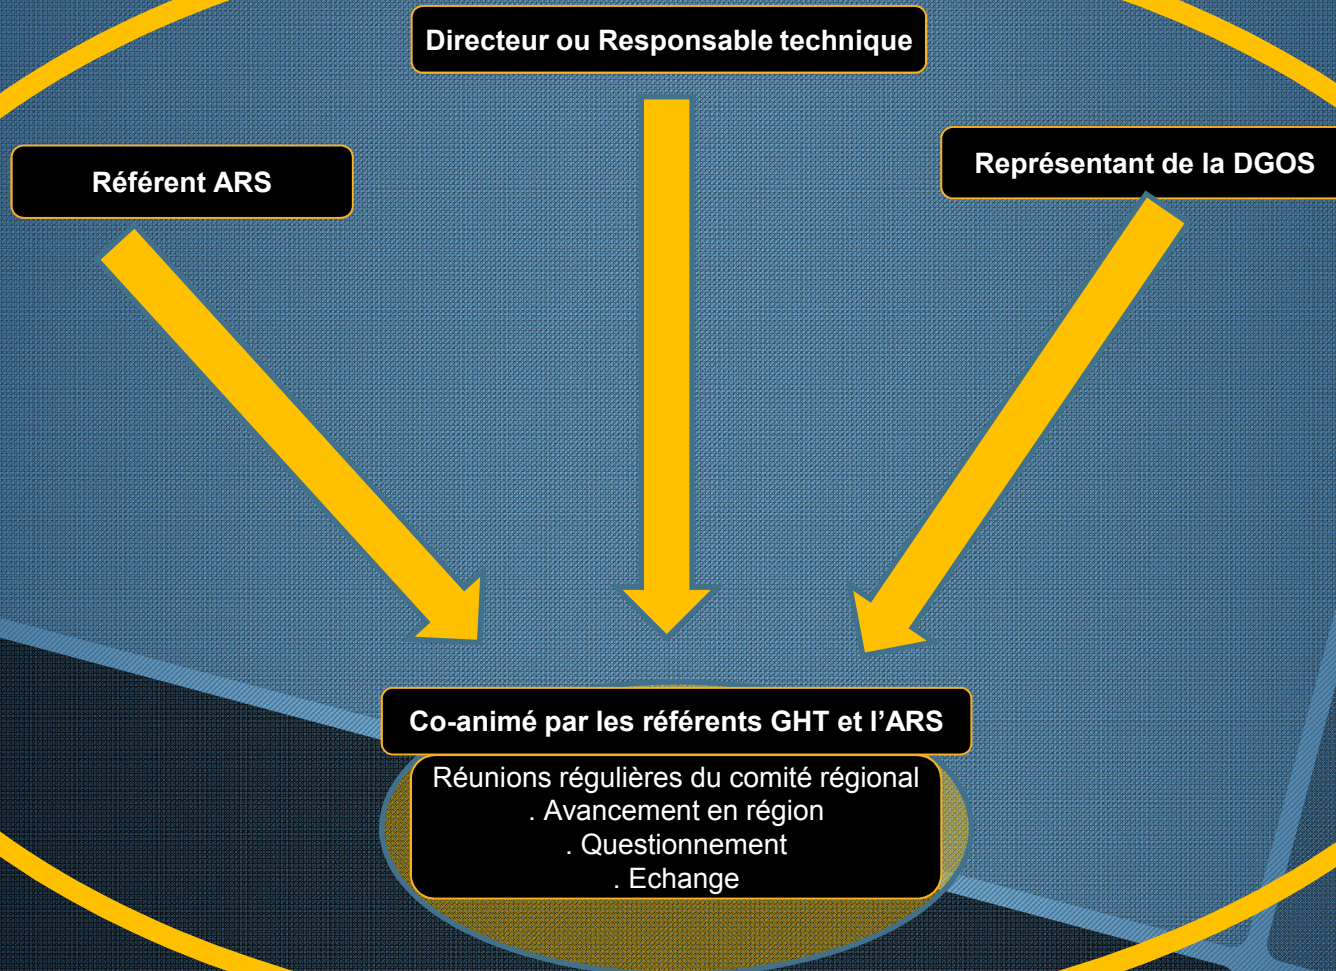 Directeur ou Responsable technique
Référent ARS
Représentant de la DGOS
Co-animé par les référents GHT et l'ARS
Réunions régulières du comité régional
. Avancement en région
. Questionnement
. Echange